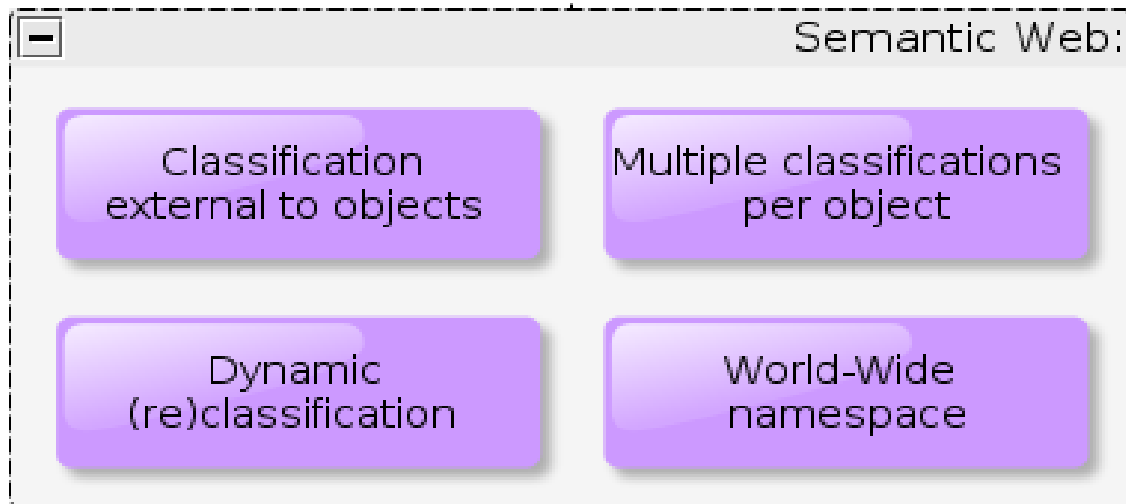 Semantic Web:
Classification
external to objects
Multiple classifications
per object
Dynamic
(re)classification
World-Wide
namespace